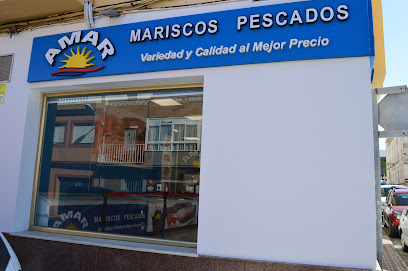 AMAR
MARISCOS PESCADOS
Variedad y Calidad al Mejor Precio
AMAR
MARISCOS PESCADOS